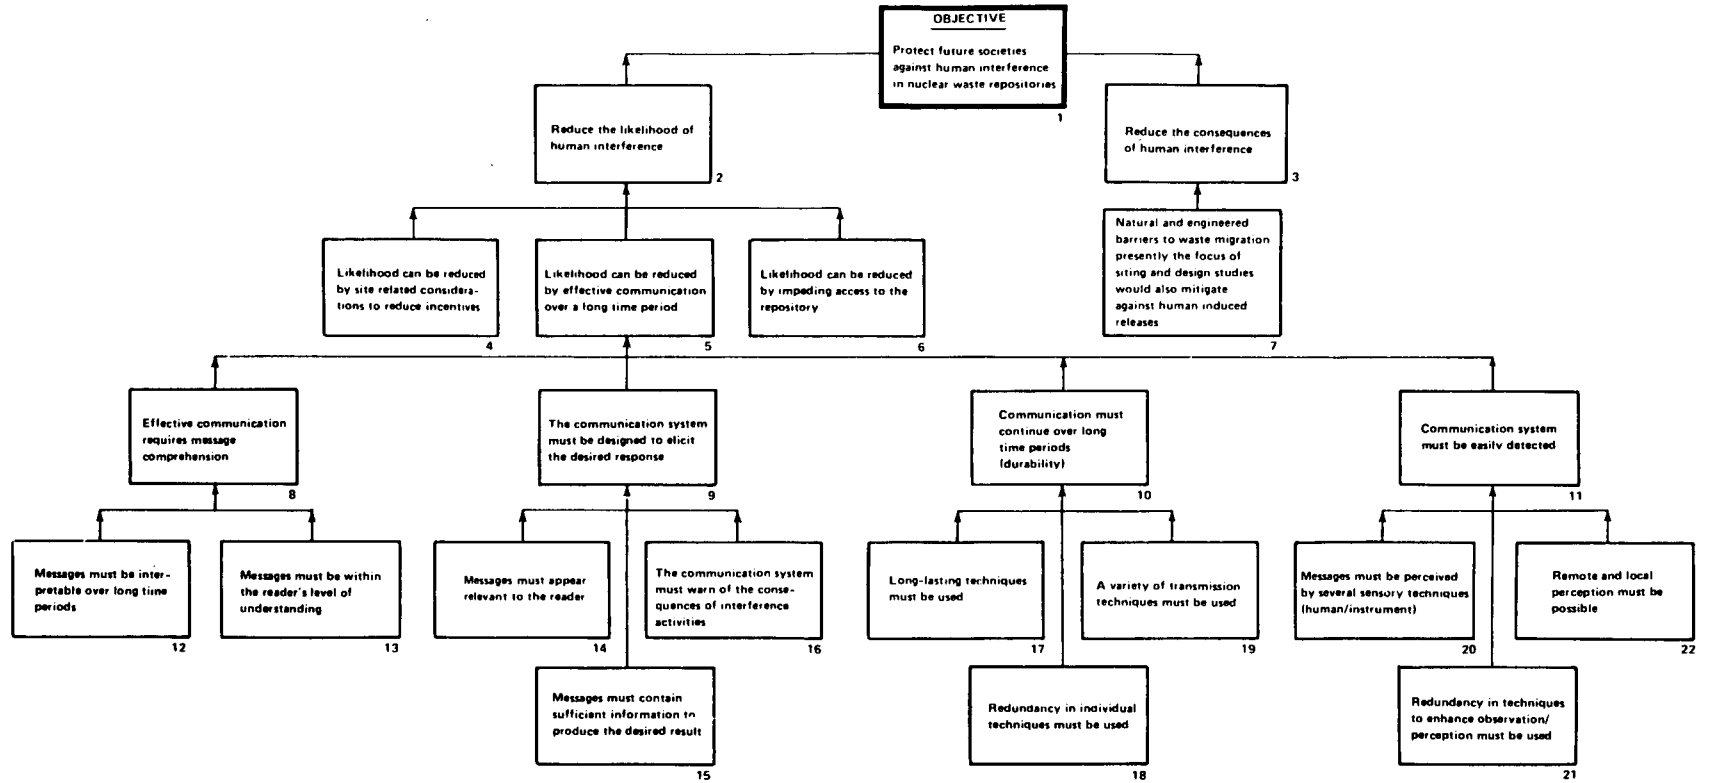 OBJECTIVE
Protect future societies
against human interference
in nuclear waste repositories
1
Reduce the likelihood of
human interference
2
Reduce the consequences
of human interference
3
Likelihood can be reduced
by site related considera-
tions to reduce incentives
4
Likelihood can be reduced
by effective communication
over a long time period
5
Likelihood can be reduced
by impeding access to the
repository
6
Natural and engineered
barriers to waste migration
presently the focus of
siting and design studies
would also mitigate
against human induced
releases
7
Effective communication
requires message
comprehension
8
The communication system
must be designed to elicit
the desired response
9
Communication must
continue over long
time periods
(durability)
10
Communication system
must be easily detected
11
Messages must be inter-
pretable over long time
periods
12
Messages must be within
the reader's level of
understanding
13
Messages must appear
relevant to the reader
14
The communication system
must warn of the conse-
quences of interference
activities
16
Long-lasting techniques
must be used
17
A variety of transmission
techniques must be used
19
Messages must be perceived
by several sensory techniques
(human/instrument)
20
Remote and local
perception must be
possible
22
Messages must contain
sufficient information to
produce the desired result
15
Redundancy in individual
techniques must be used
18
Redundancy in techniques
to enhance observation/
perception must be used
21